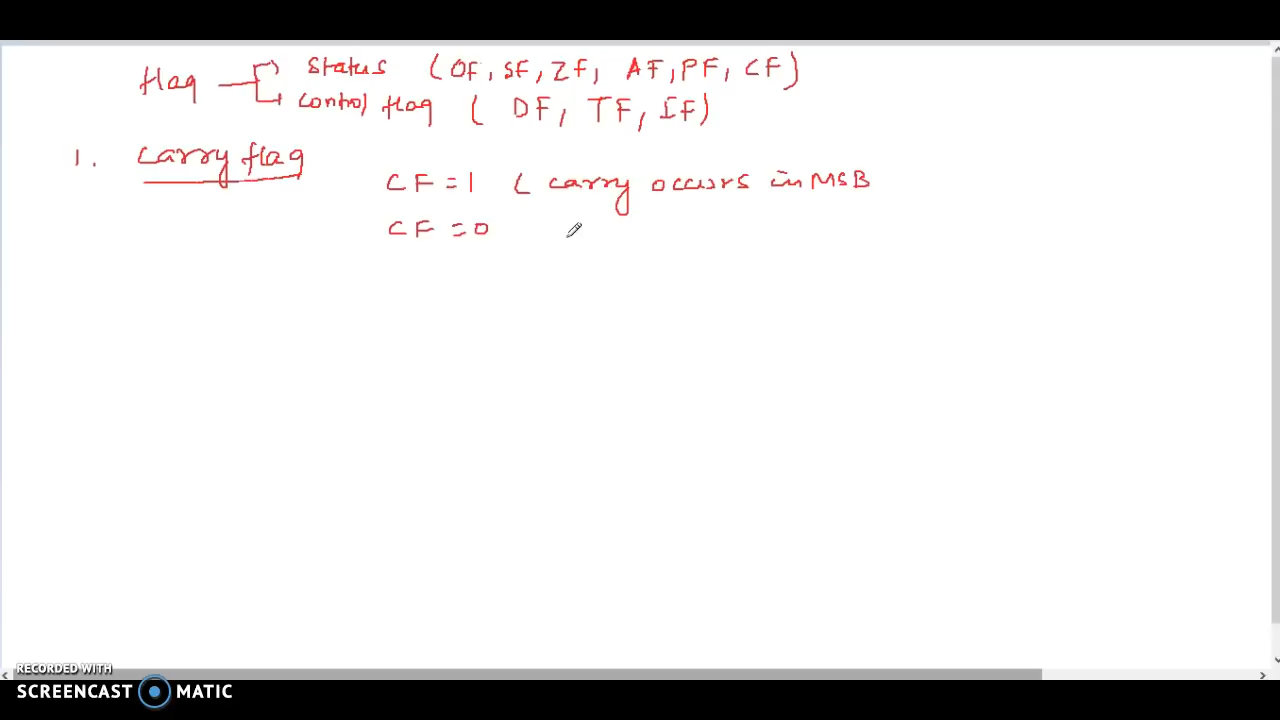 flag
status (OF, SF, ZF, AF, PF, CF)
control flag ( DF, TF, IF)
1. carry flag
CF = 1 ( carry occurs in MSB
CF = 0
RECORDED WITH
SCREENCAST MATIC